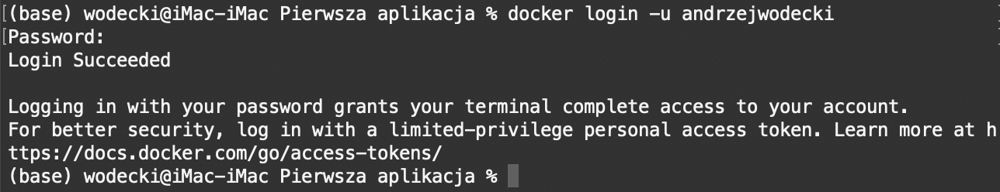 [(base) wodecki@iMac-iMac Pierwsza aplikacja % docker login -u andrzejwodecki
[Password:
Login Succeeded
Logging in with your password grants your terminal complete access to your account.
For better security, log in with a limited-privilege personal access token. Learn more at h
ttps://docs.docker.com/go/access-tokens/
(base) wodecki@iMac-iMac Pierwsza aplikacja %